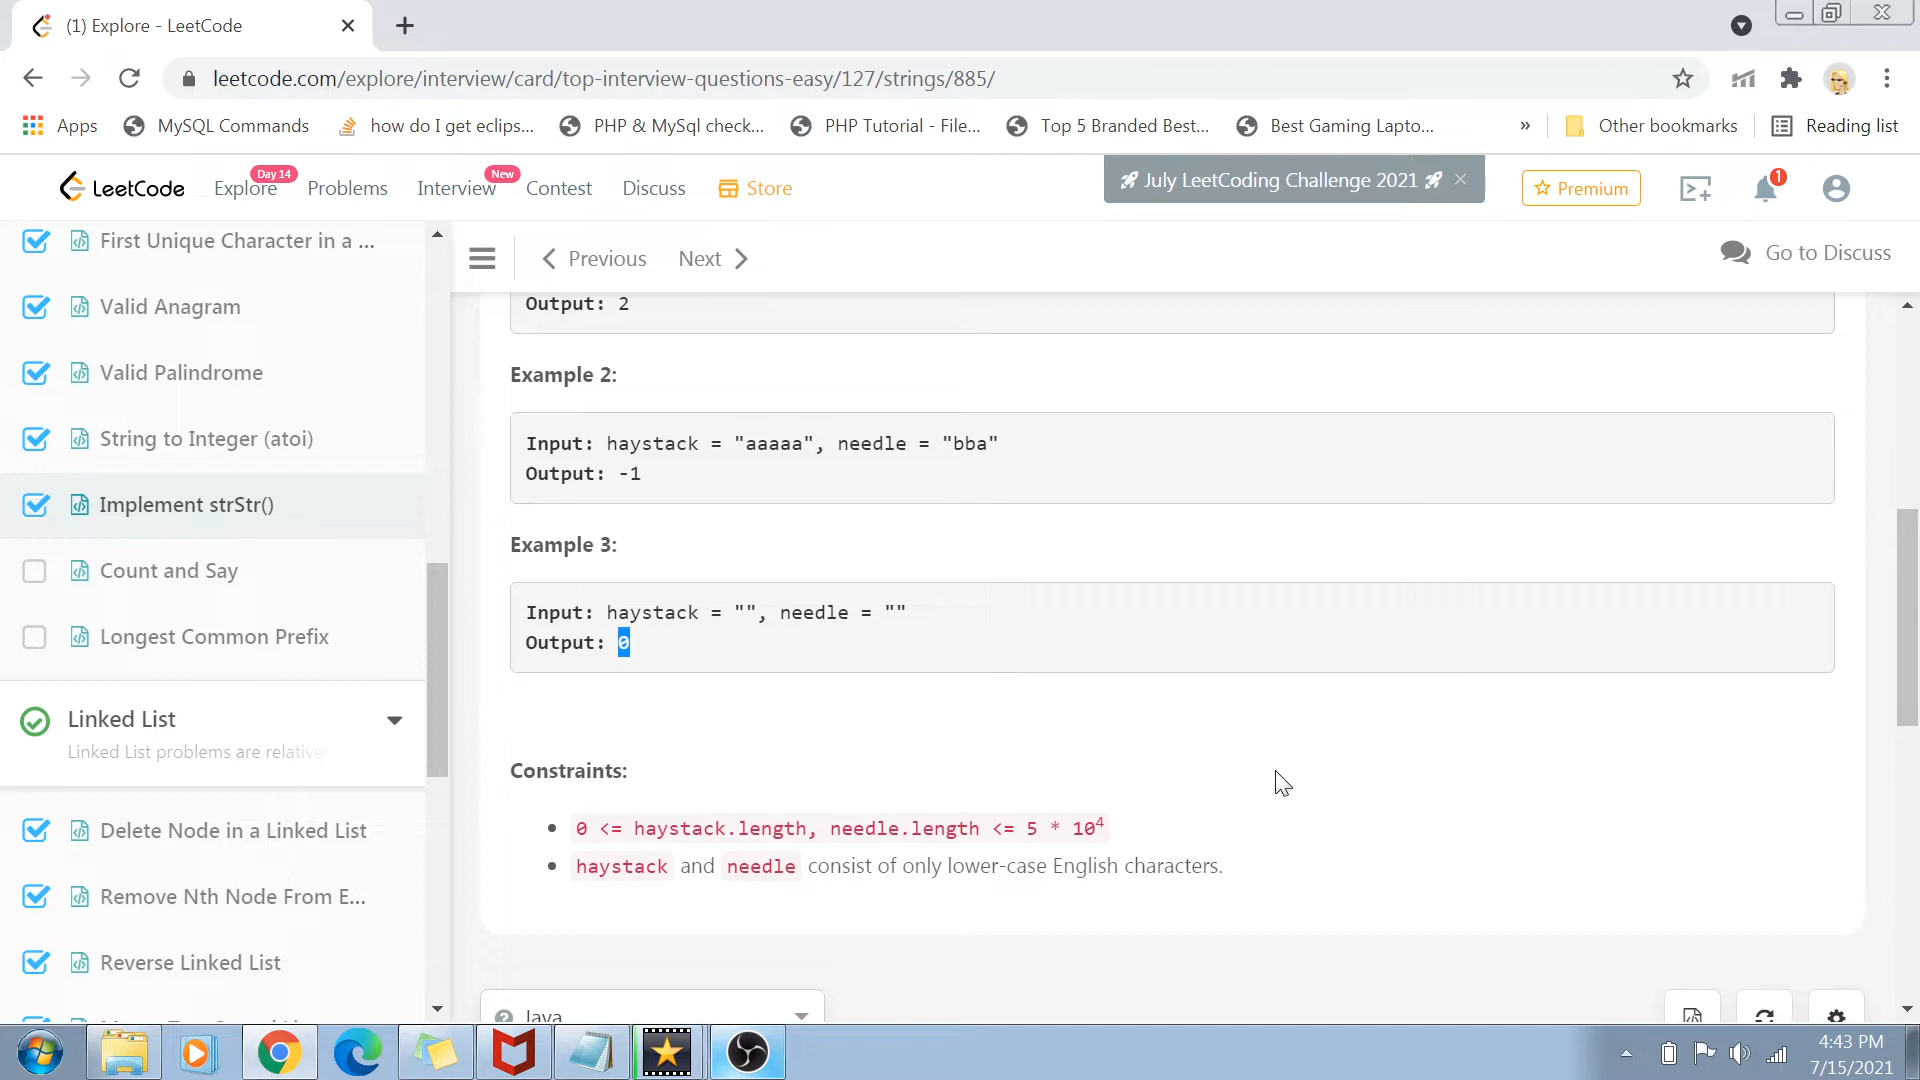 (1) Explore - LeetCode
leetcode.com/explore/interview/card/top-interview-questions-easy/127/strings/885/
Apps MySQL Commands how do I get eclips... PHP & MySql check... PHP Tutorial - File... Top 5 Branded Best... Best Gaming Lapto... » Other bookmarks Reading list
LeetCode Explore Day 14 Problems Interview New Contest Discuss Store July LeetCoding Challenge 2021 × Premium 1
First Unique Character in a ...
Valid Anagram
Valid Palindrome
String to Integer (atoi)
Implement strStr()
Count and Say
Longest Common Prefix
Linked List
Linked List problems are relative
Delete Node in a Linked List
Remove Nth Node From E...
Reverse Linked List
Previous Next Go to Discuss
Output: 2
Example 2:
Input: haystack = "aaaaa", needle = "bba"
Output: -1
Example 3:
Input: haystack = "", needle = ""
Output: 0
Constraints:
• 0 <= haystack.length, needle.length <= 5 * 10⁴
• haystack and needle consist of only lower-case English characters.
Java
4:43 PM
7/15/2021